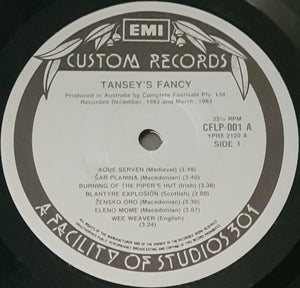 EMI
CUSTOM RECORDS
TANSEY'S FANCY
Produced in Australia by Complete Festivals Pty. Ltd.
Recorded December, 1982 and March, 1983
33⅓ RPM
CFLP-001 A
YPRX 2120 A
SIDE 1
AQUE SERVEN (Medieval) (3.48)
ŠAR PLANINA (Macedonian) (3.46)
BURNING OF THE PIPER'S HUT (Irish) (3.38)
BLANTYRE EXPLOSION (Scottish) (3.00)
ŽENSKO ORO (Macedonian) (3.30)
ELENO MOME (Macedonian) (3.07)
WEE WEAVER (English)
(3.24)
A FACILITY OF STUDIOS 301